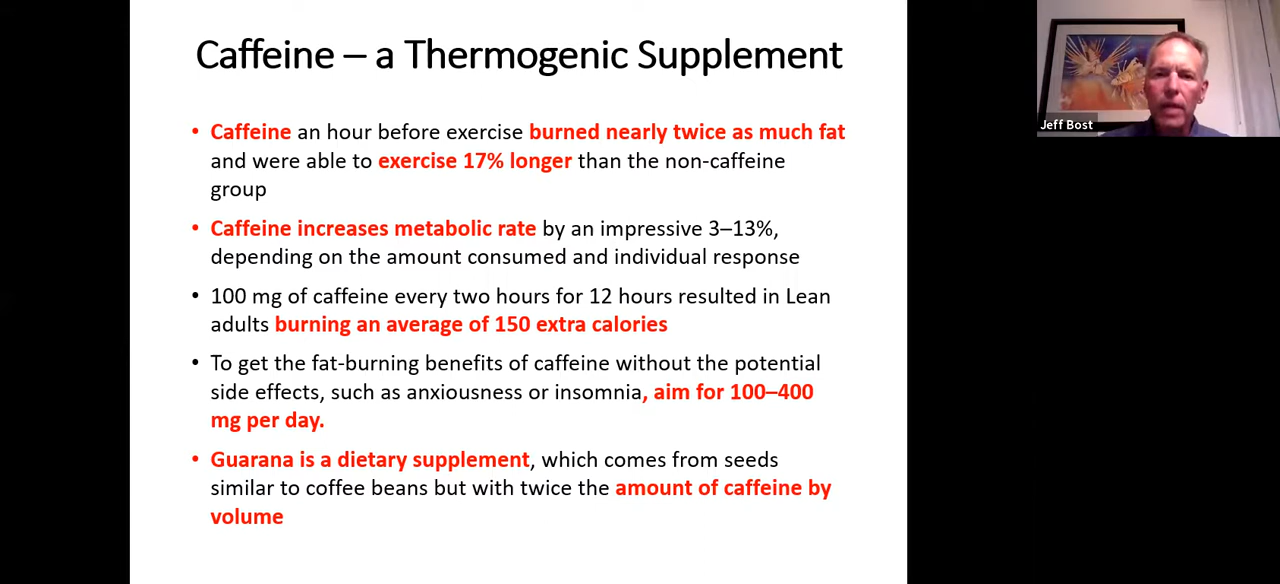 Caffeine – a Thermogenic Supplement
Jeff Bost
• Caffeine an hour before exercise burned nearly twice as much fat
and were able to exercise 17% longer than the non-caffeine
group
• Caffeine increases metabolic rate by an impressive 3–13%,
depending on the amount consumed and individual response
• 100 mg of caffeine every two hours for 12 hours resulted in Lean
adults burning an average of 150 extra calories
• To get the fat-burning benefits of caffeine without the potential
side effects, such as anxiousness or insomnia, aim for 100–400
mg per day.
• Guarana is a dietary supplement, which comes from seeds
similar to coffee beans but with twice the amount of caffeine by
volume